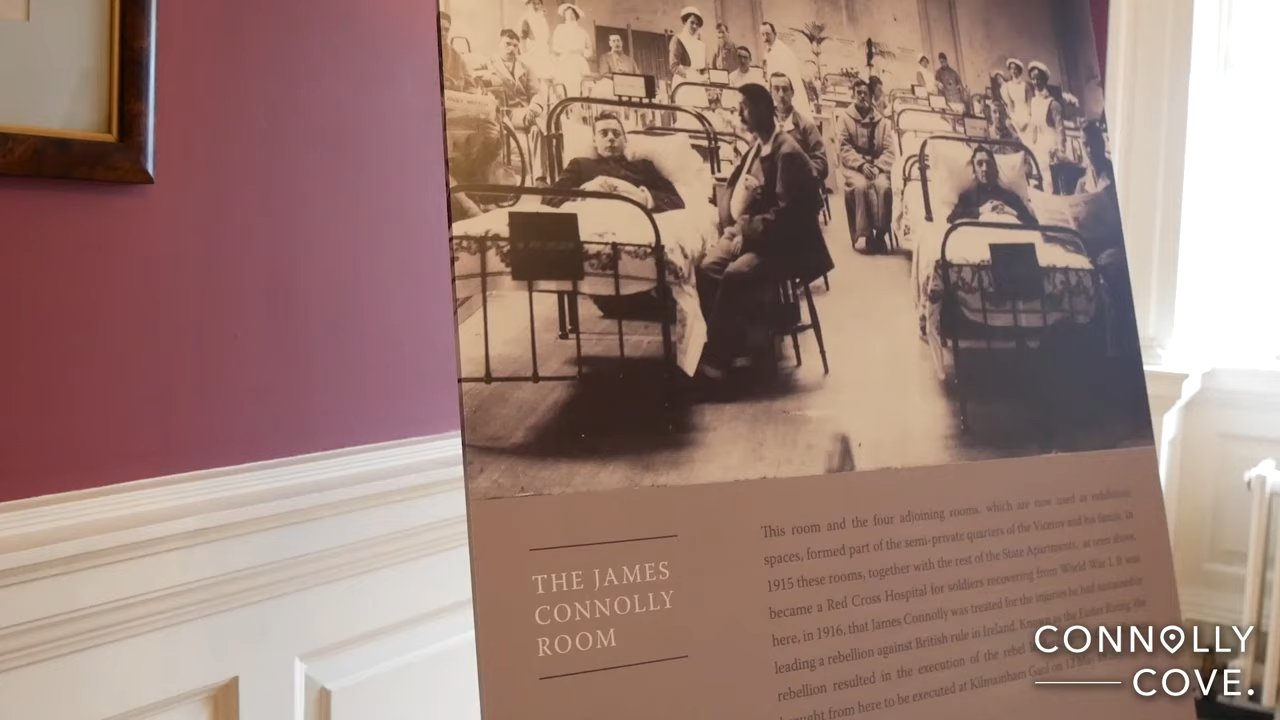 THE JAMES
CONNOLLY
ROOM
This room and the four adjoining rooms, which are now used as exhibition
spaces, formed part of the semi-private quarters of the Viceroy and his family. In
1915 these rooms, together with the rest of the State Apartments, as seen above,
became a Red Cross Hospital for soldiers recovering from World War I. It was
here, in 1916, that James Connolly was treated for the injuries he had sustained in
leading a rebellion against British rule in Ireland. Known as the Easter Rising, the
rebellion resulted in the execution of the rebel
brought from here to be executed at Kilmainham Gaol on 12 May
CONNOLLY
COVE.